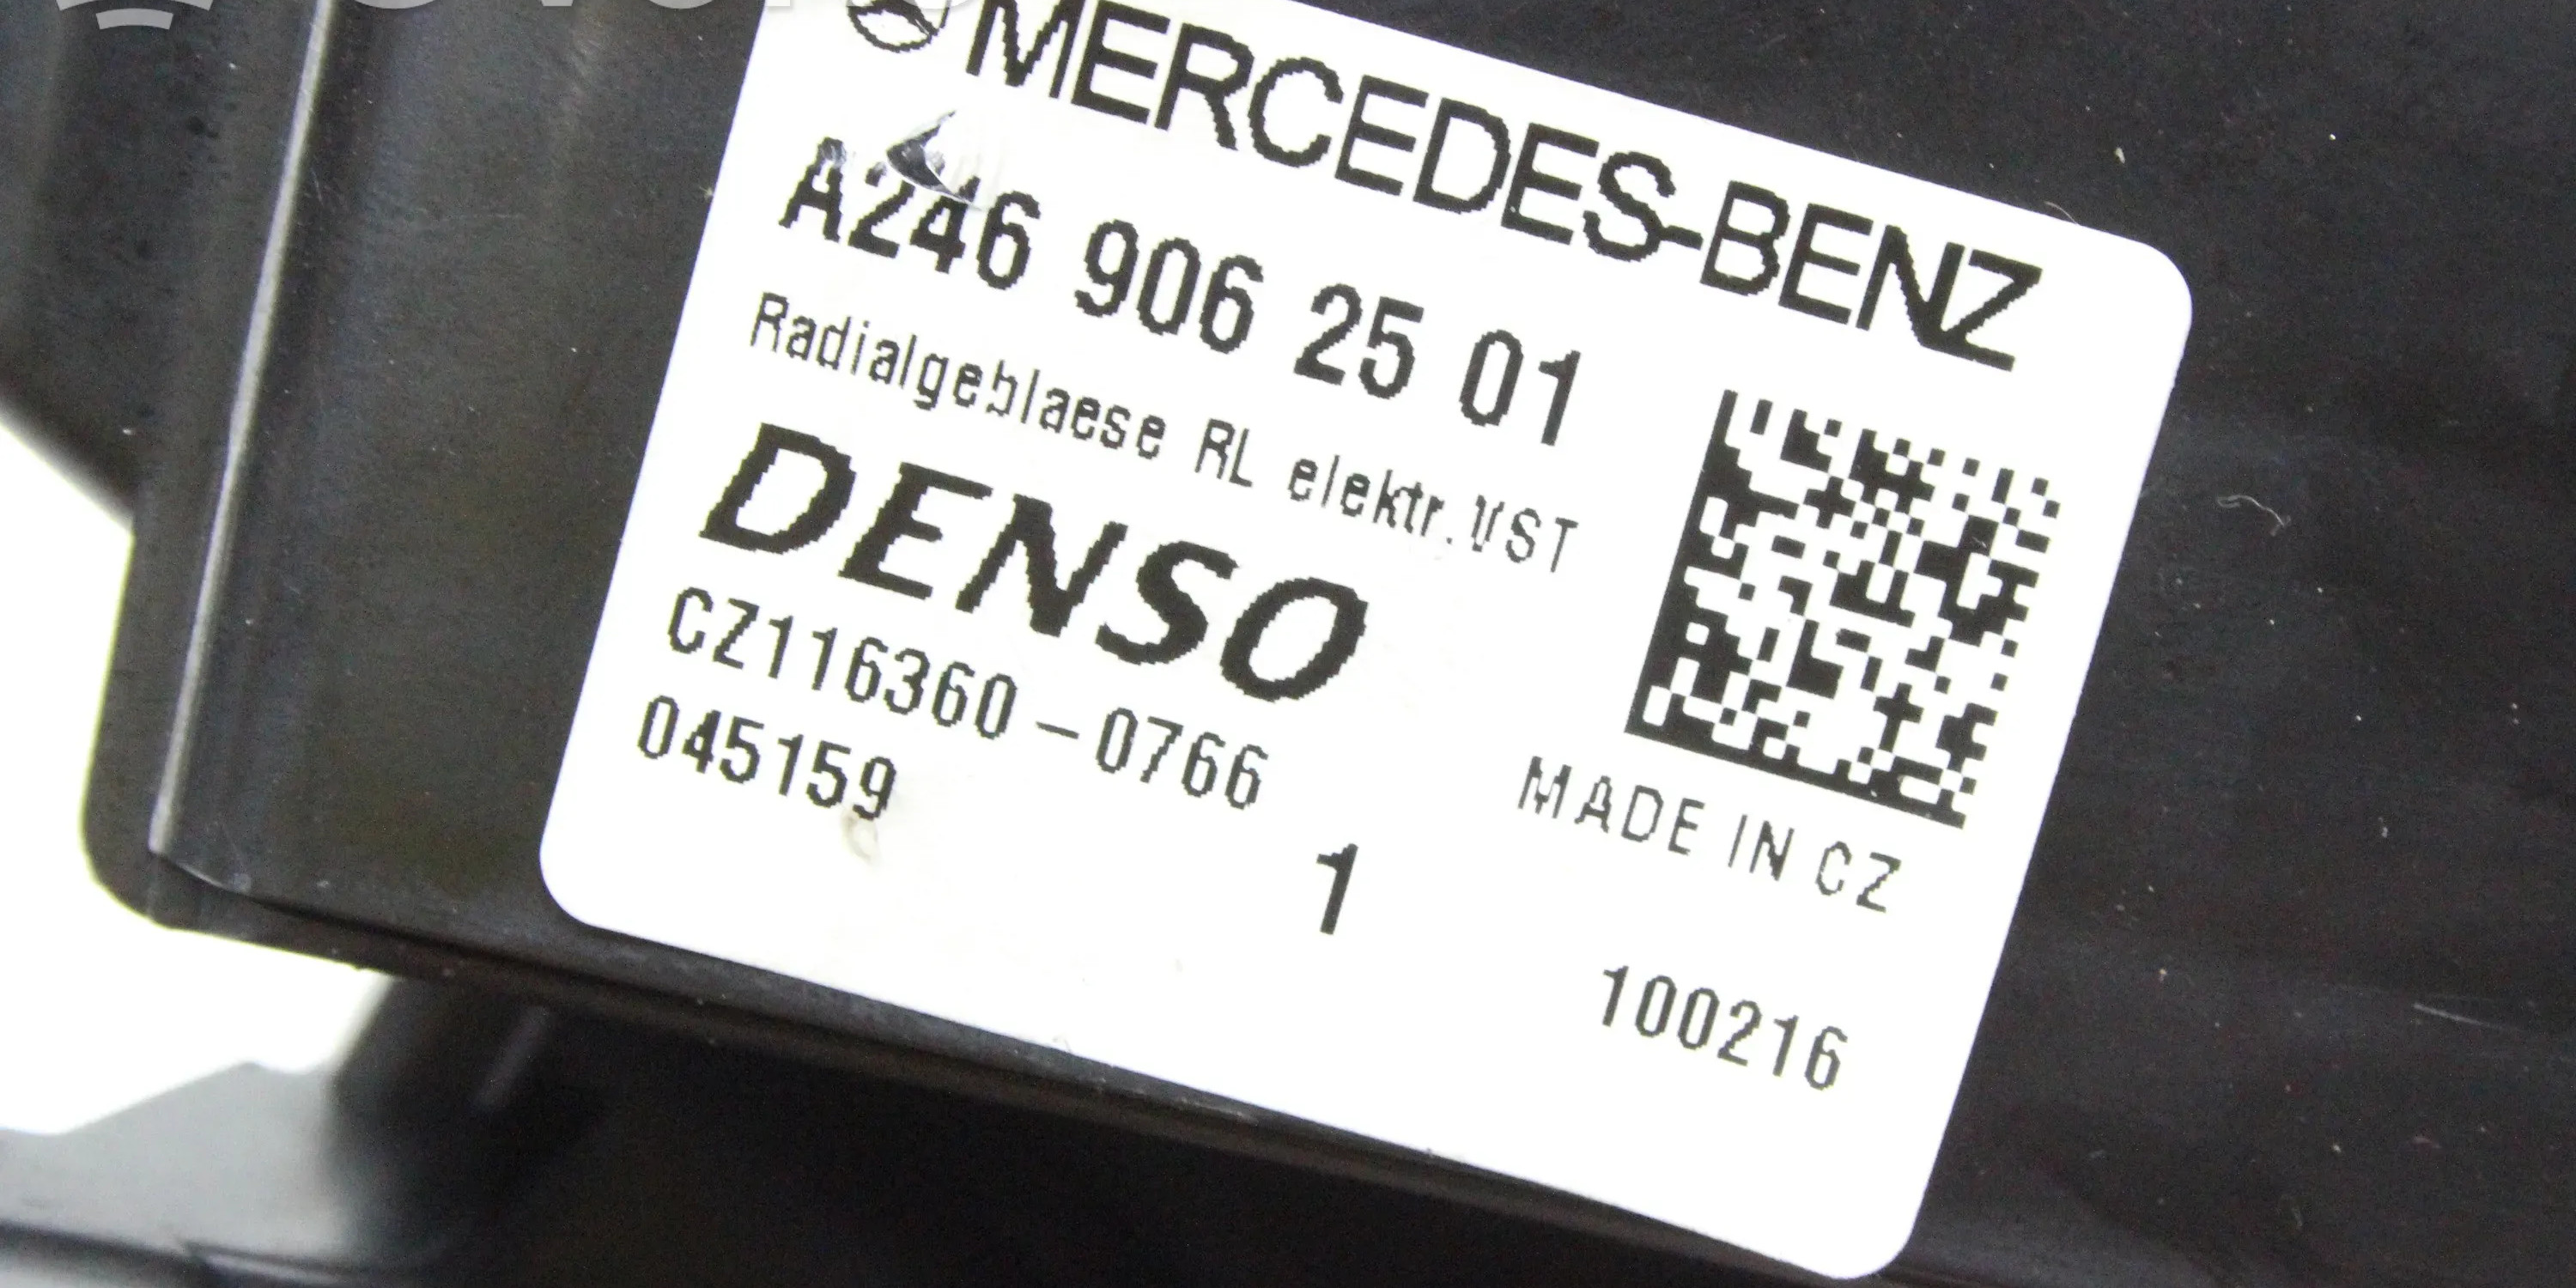 MERCEDES-BENZ
A246 906 25 01
Radialgeblaese RL elektr.VST
DENSO
CZ116360-0766
045159
MADE IN CZ
1
100216